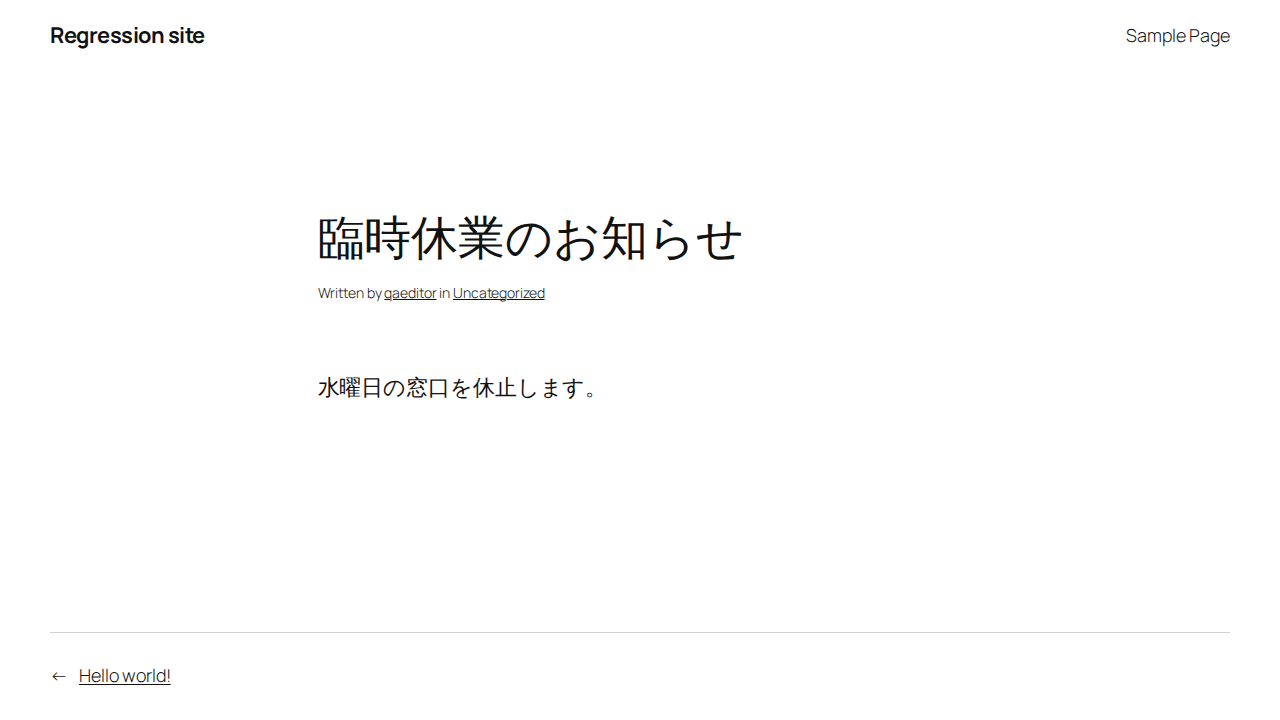 Regression site
Sample Page
臨時休業のお知らせ
Written by qaeditor in Uncategorized
水曜日の窓口を休止します。
← Hello world!